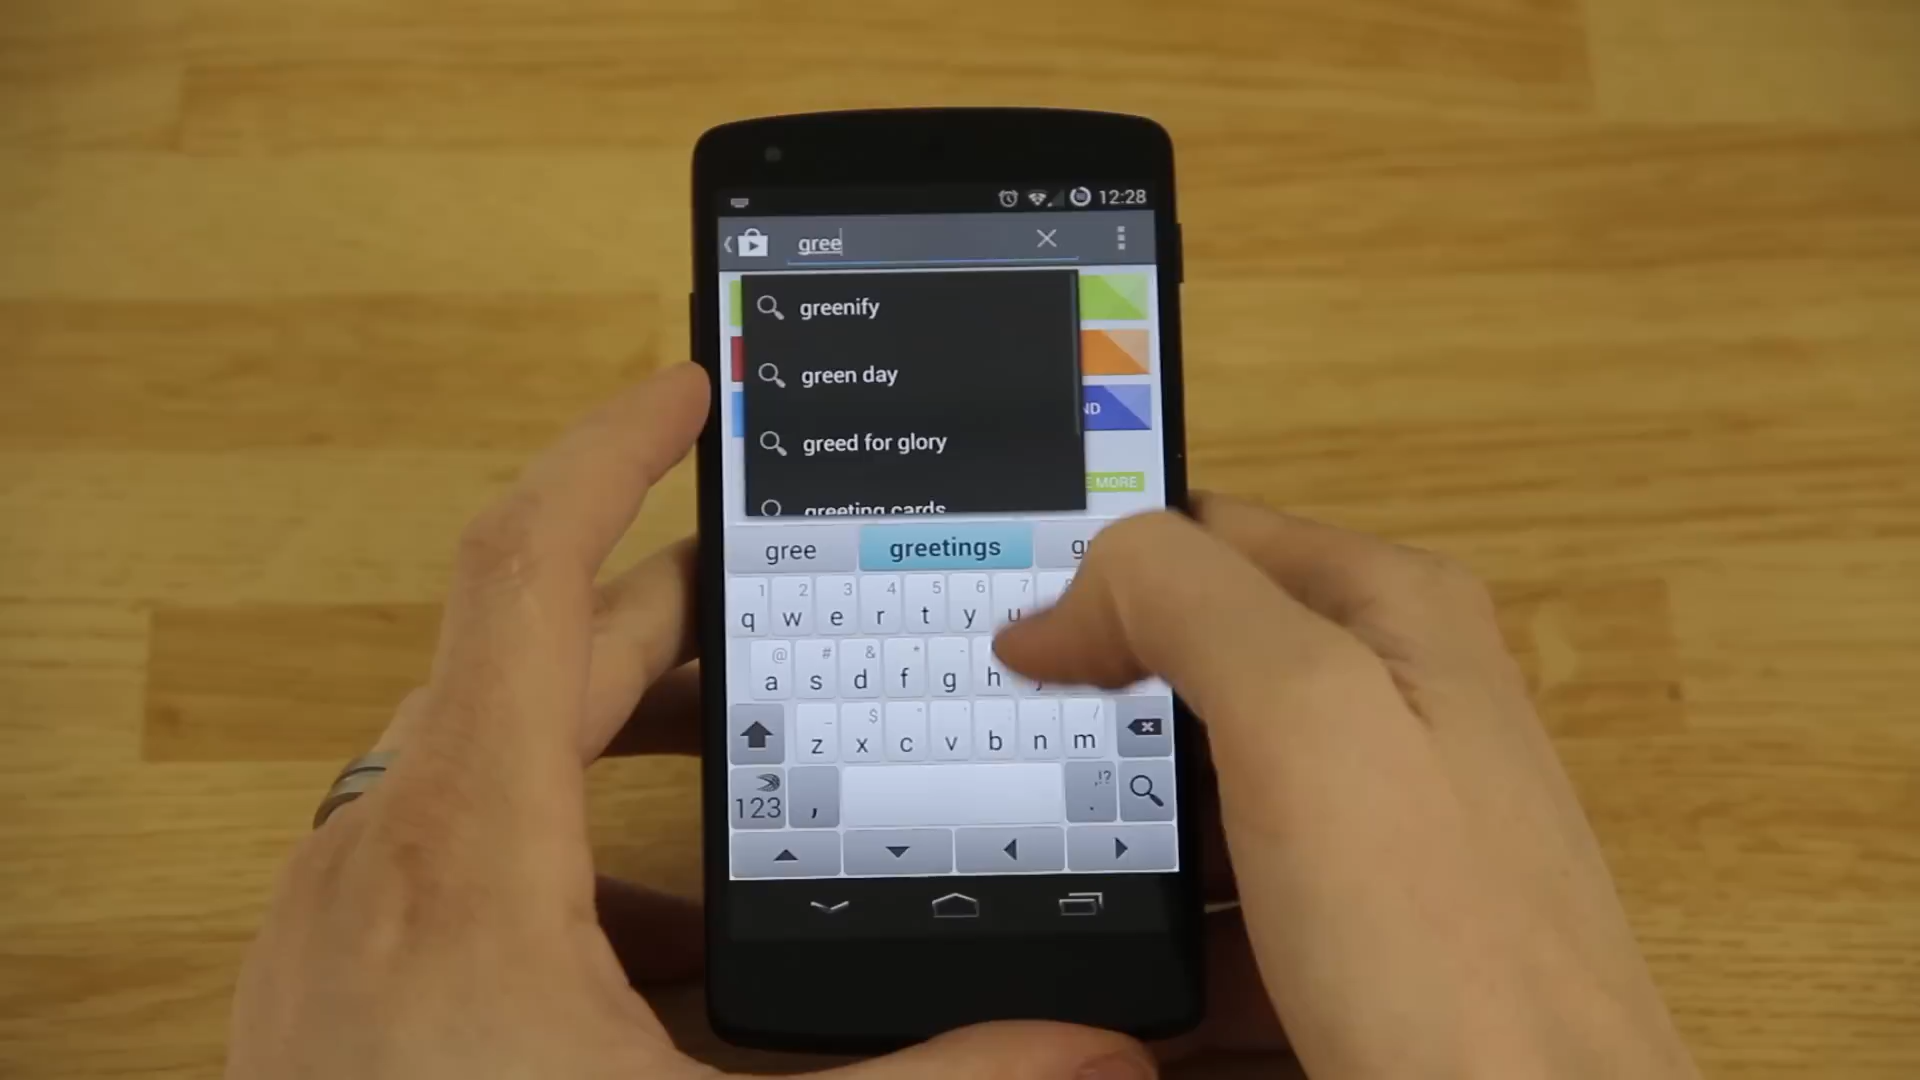 12:28
gree
greenify
green day
greed for glory
ND
E MORE
greeting cards
gree greetings
1 2 3 4 5 6 7
q w e r t y u
@ # & * -
a s d f g h
$ /
z x c v b n m
,!?
123 , .